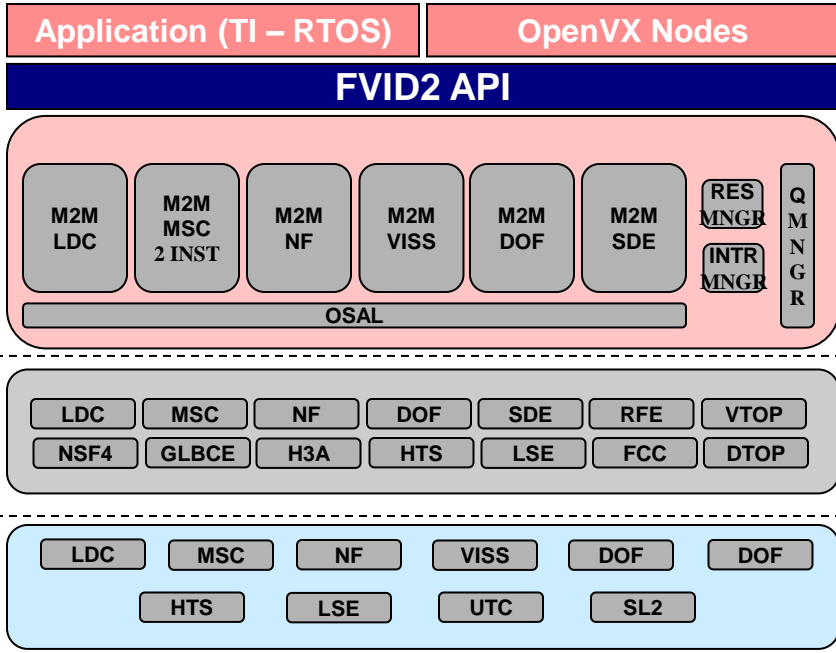 Application (TI – RTOS)
OpenVX Nodes
FVID2 API
M2M
LDC
M2M
MSC
2 INST
M2M
NF
M2M
VISS
M2M
DOF
M2M
SDE
RES
MNGR
INTR
MNGR
Q
M
N
G
R
OSAL
LDC
MSC
NF
DOF
SDE
RFE
VTOP
NSF4
GLBCE
H3A
HTS
LSE
FCC
DTOP
LDC
MSC
NF
VISS
DOF
DOF
HTS
LSE
UTC
SL2